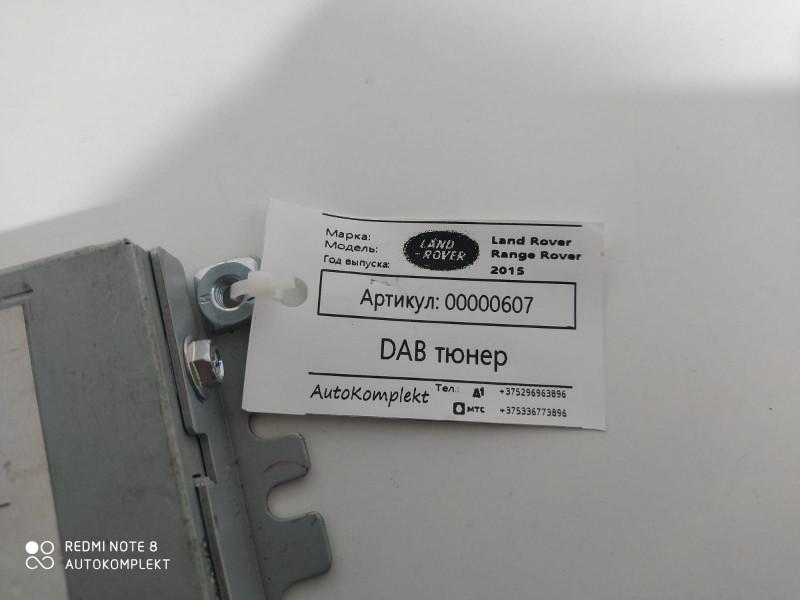 Марка: Land Rover
Модель: Range Rover
Год выпуска: 2015
LAND
-ROVER
Артикул: 00000607
DAB тюнер
AutoKomplekt
Тел.: A1 +375296963896
МТС +375336773896
REDMI NOTE 8
AUTOKOMPLEKT